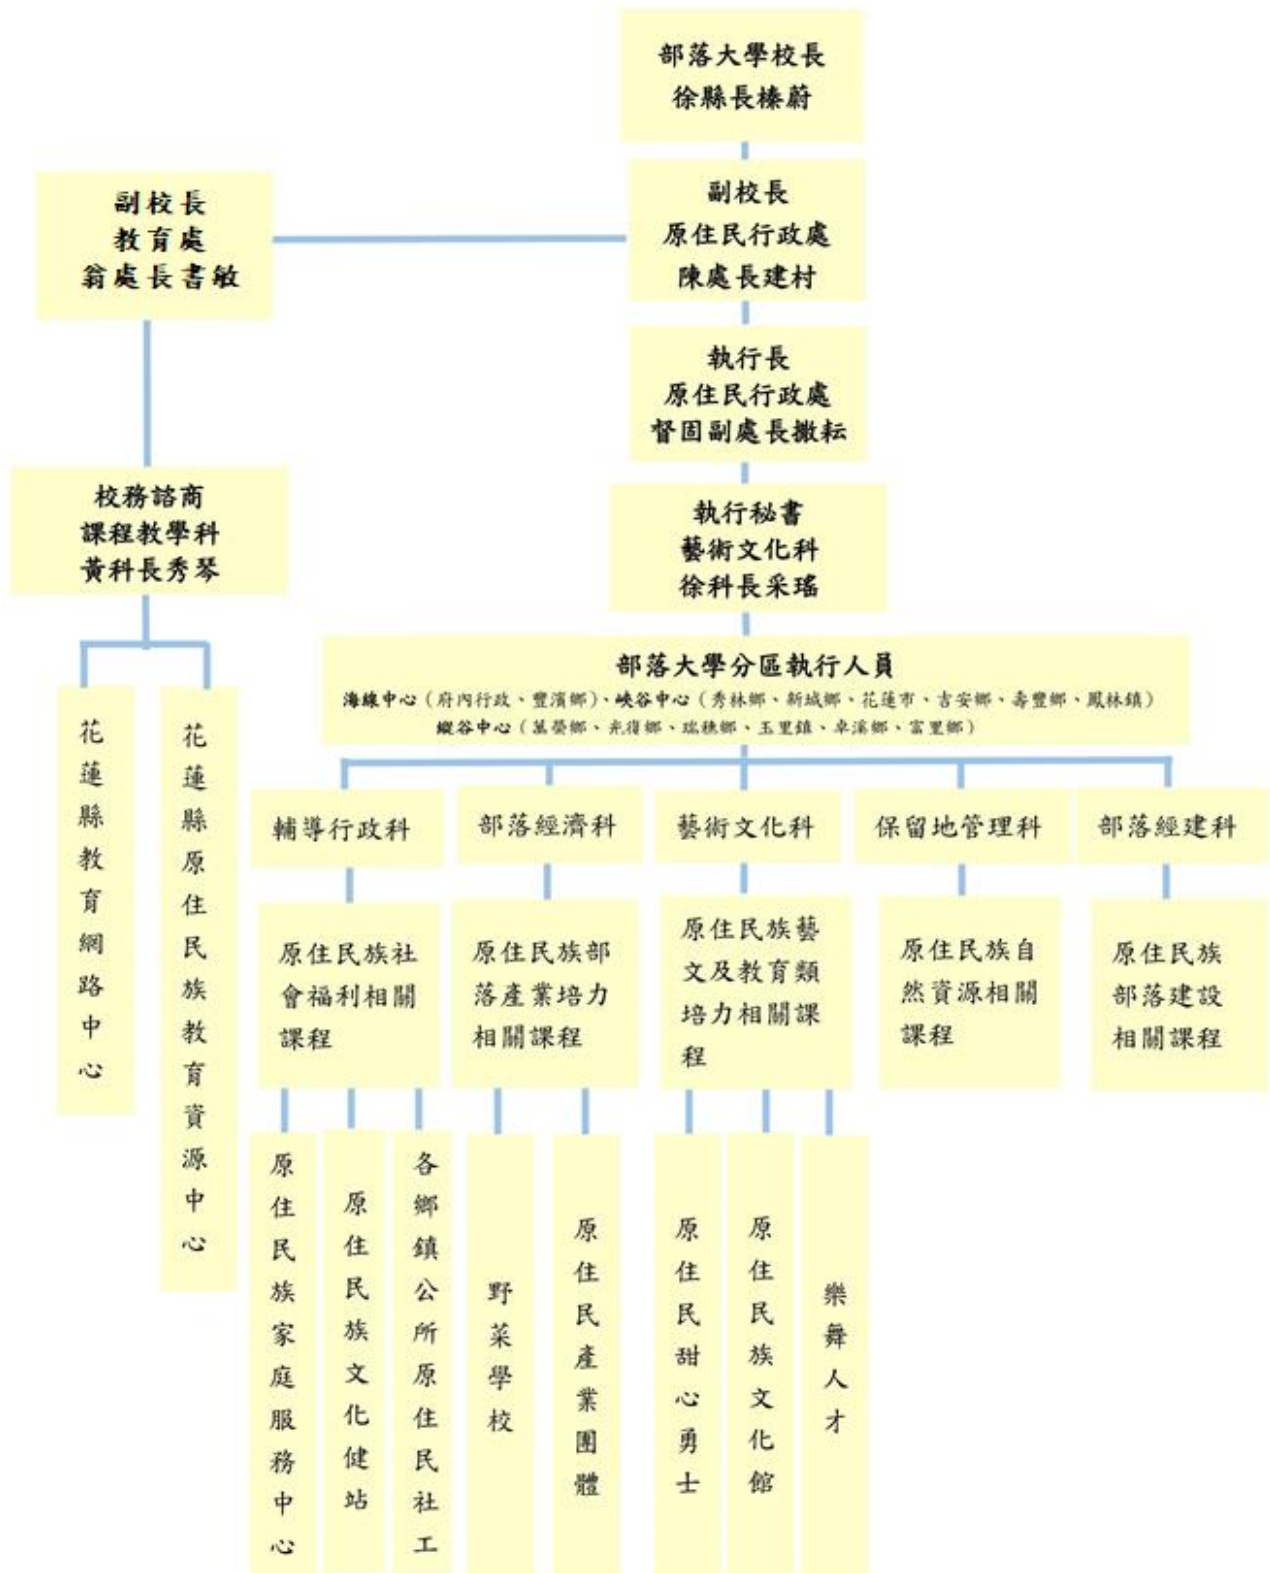 部落大學校長
徐縣長榛蔚
副校長
原住民行政處
陳處長建村
副校長
教育處
翁處長書敏
執行長
原住民行政處
督固副處長撒耘
校務諮商
課程教學科
黃科長秀琴
執行秘書
藝術文化科
徐科長采瑤
部落大學分區執行人員
海線中心（府內行政、豐濱鄉）、峽谷中心（秀林鄉、新城鄉、花蓮市、吉安鄉、壽豐鄉、鳳林鎮）
縱谷中心（萬榮鄉、光復鄉、瑞穗鄉、玉里鎮、卓溪鄉、富里鄉）
花蓮縣教育網路中心
花蓮縣原住民族教育資源中心
輔導行政科
部落經濟科
藝術文化科
保留地管理科
部落經建科
原住民族社
會福利相關
課程
原住民族部
落產業培力
相關課程
原住民族藝
文及教育類
培力相關課
程
原住民族自
然資源相關
課程
原住民族
部落建設
相關課程
原住民族家庭服務中心
原住民族文化健站
各鄉鎮公所原住民社工
野菜學校
原住民產業團體
原住民甜心勇士
原住民族文化館
樂舞人才